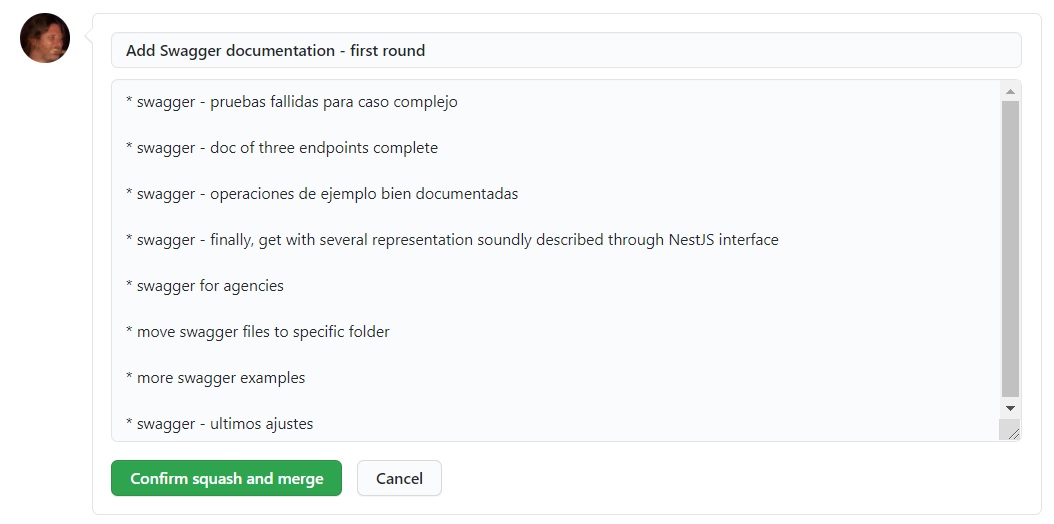 Add Swagger documentation - first round
* swagger - pruebas fallidas para caso complejo
* swagger - doc of three endpoints complete
* swagger - operaciones de ejemplo bien documentadas
* swagger - finally, get with several representation soundly described through NestJS interface
* swagger for agencies
* move swagger files to specific folder
* more swagger examples
* swagger - ultimos ajustes
Confirm squash and merge
Cancel